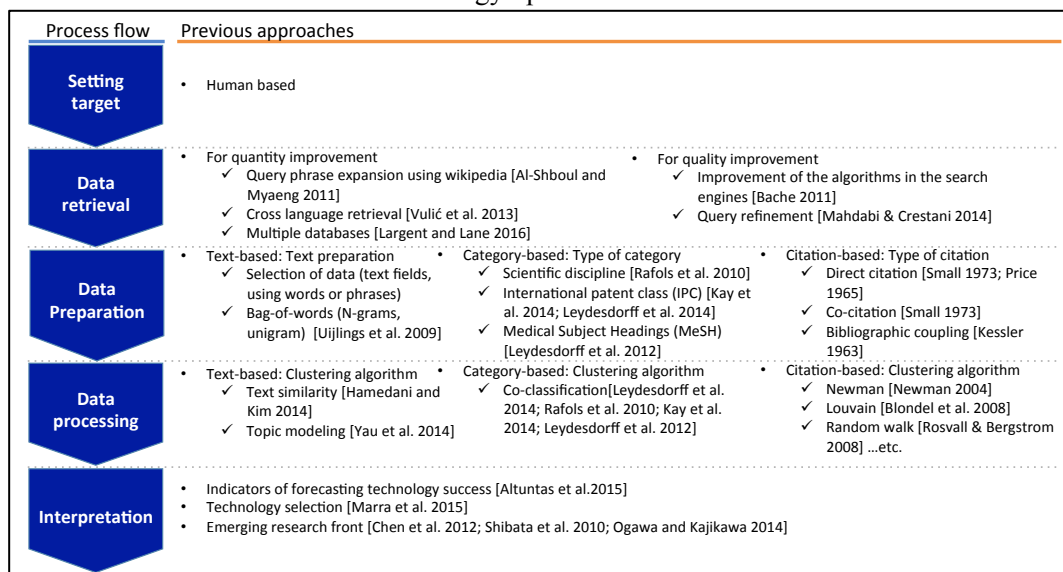 gy op
Process flow Previous approaches
Setting
target
• Human based
Data
retrieval
• For quantity improvement
✓ Query phrase expansion using wikipedia [Al-Shboul and
Myaeng 2011]
✓ Cross language retrieval [Vulić et al. 2013]
✓ Multiple databases [Largent and Lane 2016]
• For quality improvement
✓ Improvement of the algorithms in the search
engines [Bache 2011]
✓ Query refinement [Mahdabi & Crestani 2014]
Data
Preparation
• Text-based: Text preparation
✓ Selection of data (text fields,
using words or phrases)
✓ Bag-of-words (N-grams,
unigram) [Uijlings et al. 2009]
• Category-based: Type of category
✓ Scientific discipline [Rafols et al. 2010]
✓ International patent class (IPC) [Kay
et al. 2014; Leydesdorff et al. 2014]
✓ Medical Subject Headings (MeSH)
[Leydesdorff et al. 2012]
• Citation-based: Type of citation
✓ Direct citation [Small 1973; Price
1965]
✓ Co-citation [Small 1973]
✓ Bibliographic coupling [Kessler
1963]
Data
processing
• Text-based: Clustering algorithm
✓ Text similarity [Hamedani and
Kim 2014]
✓ Topic modeling [Yau et al. 2014]
• Category-based: Clustering algorithm
✓ Co-classification[Leydesdorff et al.
2014; Rafols et al. 2010; Kay et al.
2014; Leydesdorff et al. 2012]
• Citation-based: Clustering algorithm
✓ Newman [Newman 2004]
✓ Louvain [Blondel et al. 2008]
✓ Random walk [Rosvall & Bergstrom
2008] ...etc.
Interpretation
• Indicators of forecasting technology success [Altuntas et al.2015]
• Technology selection [Marra et al. 2015]
• Emerging research front [Chen et al. 2012; Shibata et al. 2010; Ogawa and Kajikawa 2014]